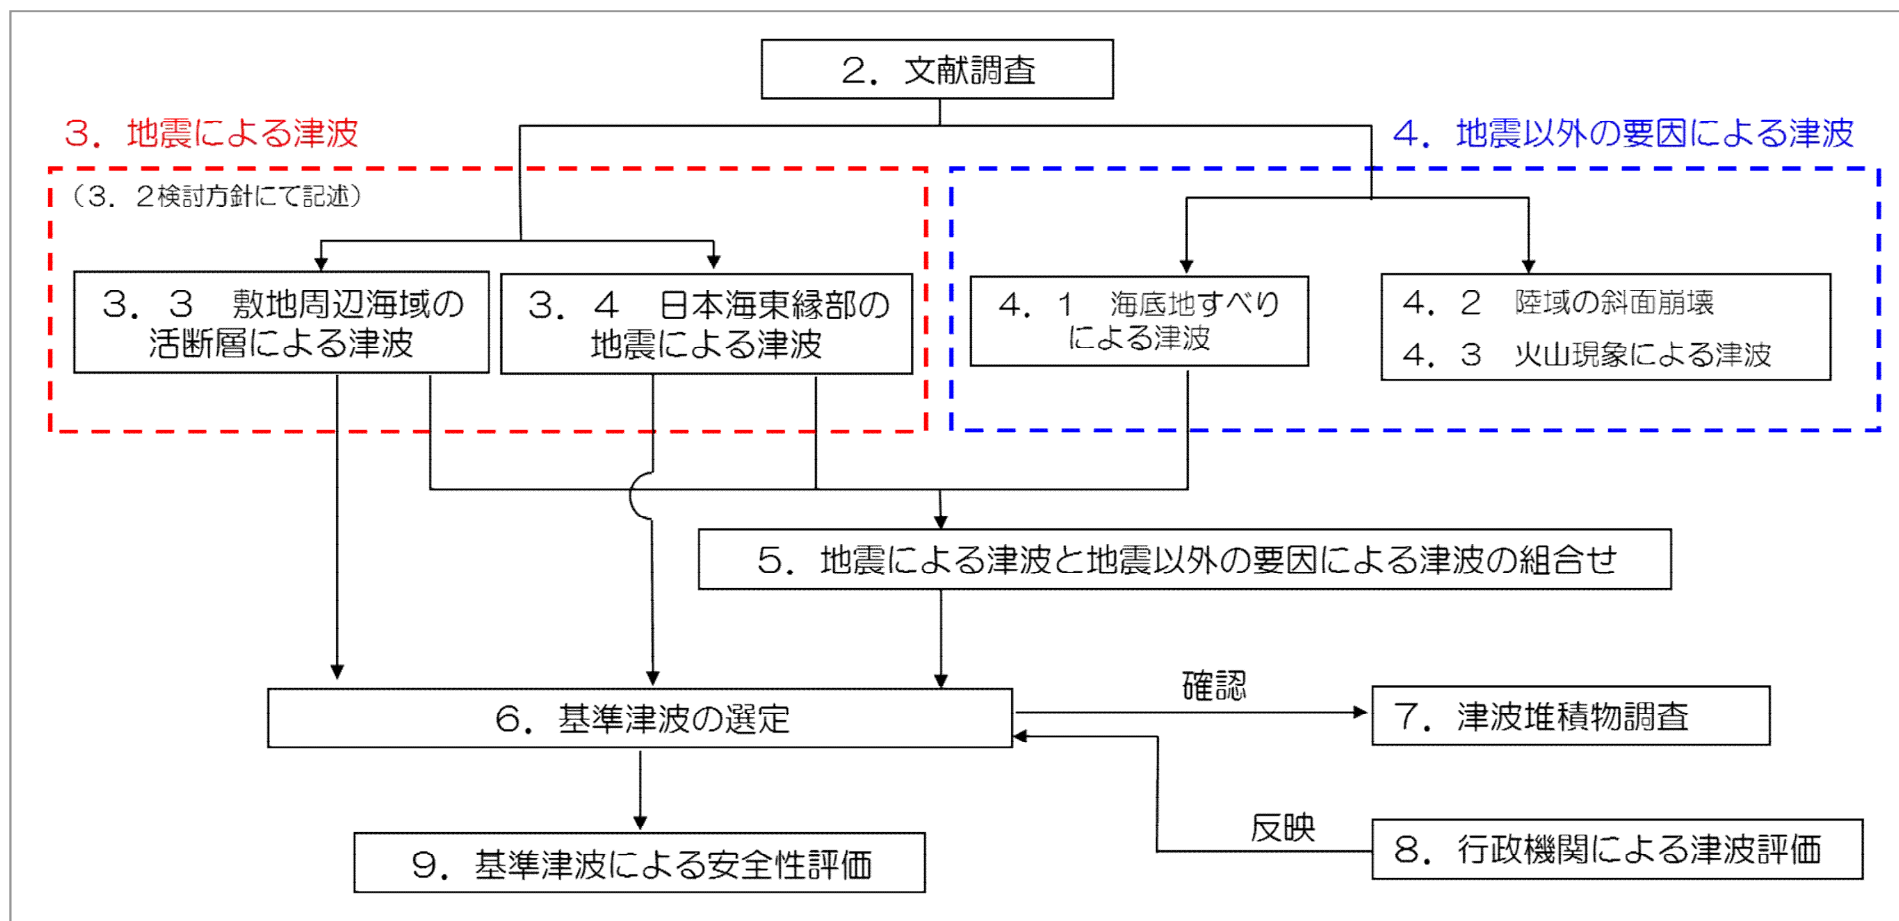 ２．文献調査
３．地震による津波
４．地震以外の要因による津波
（３．２検討方針にて記述）
３．３　敷地周辺海域の
活断層による津波
３．４　日本海東縁部の
地震による津波
４．１　海底地すべり
による津波
４．２　陸域の斜面崩壊
４．３　火山現象による津波
５．地震による津波と地震以外の要因による津波の組合せ
確認
６．基準津波の選定
７．津波堆積物調査
反映
８．行政機関による津波評価
９．基準津波による安全性評価